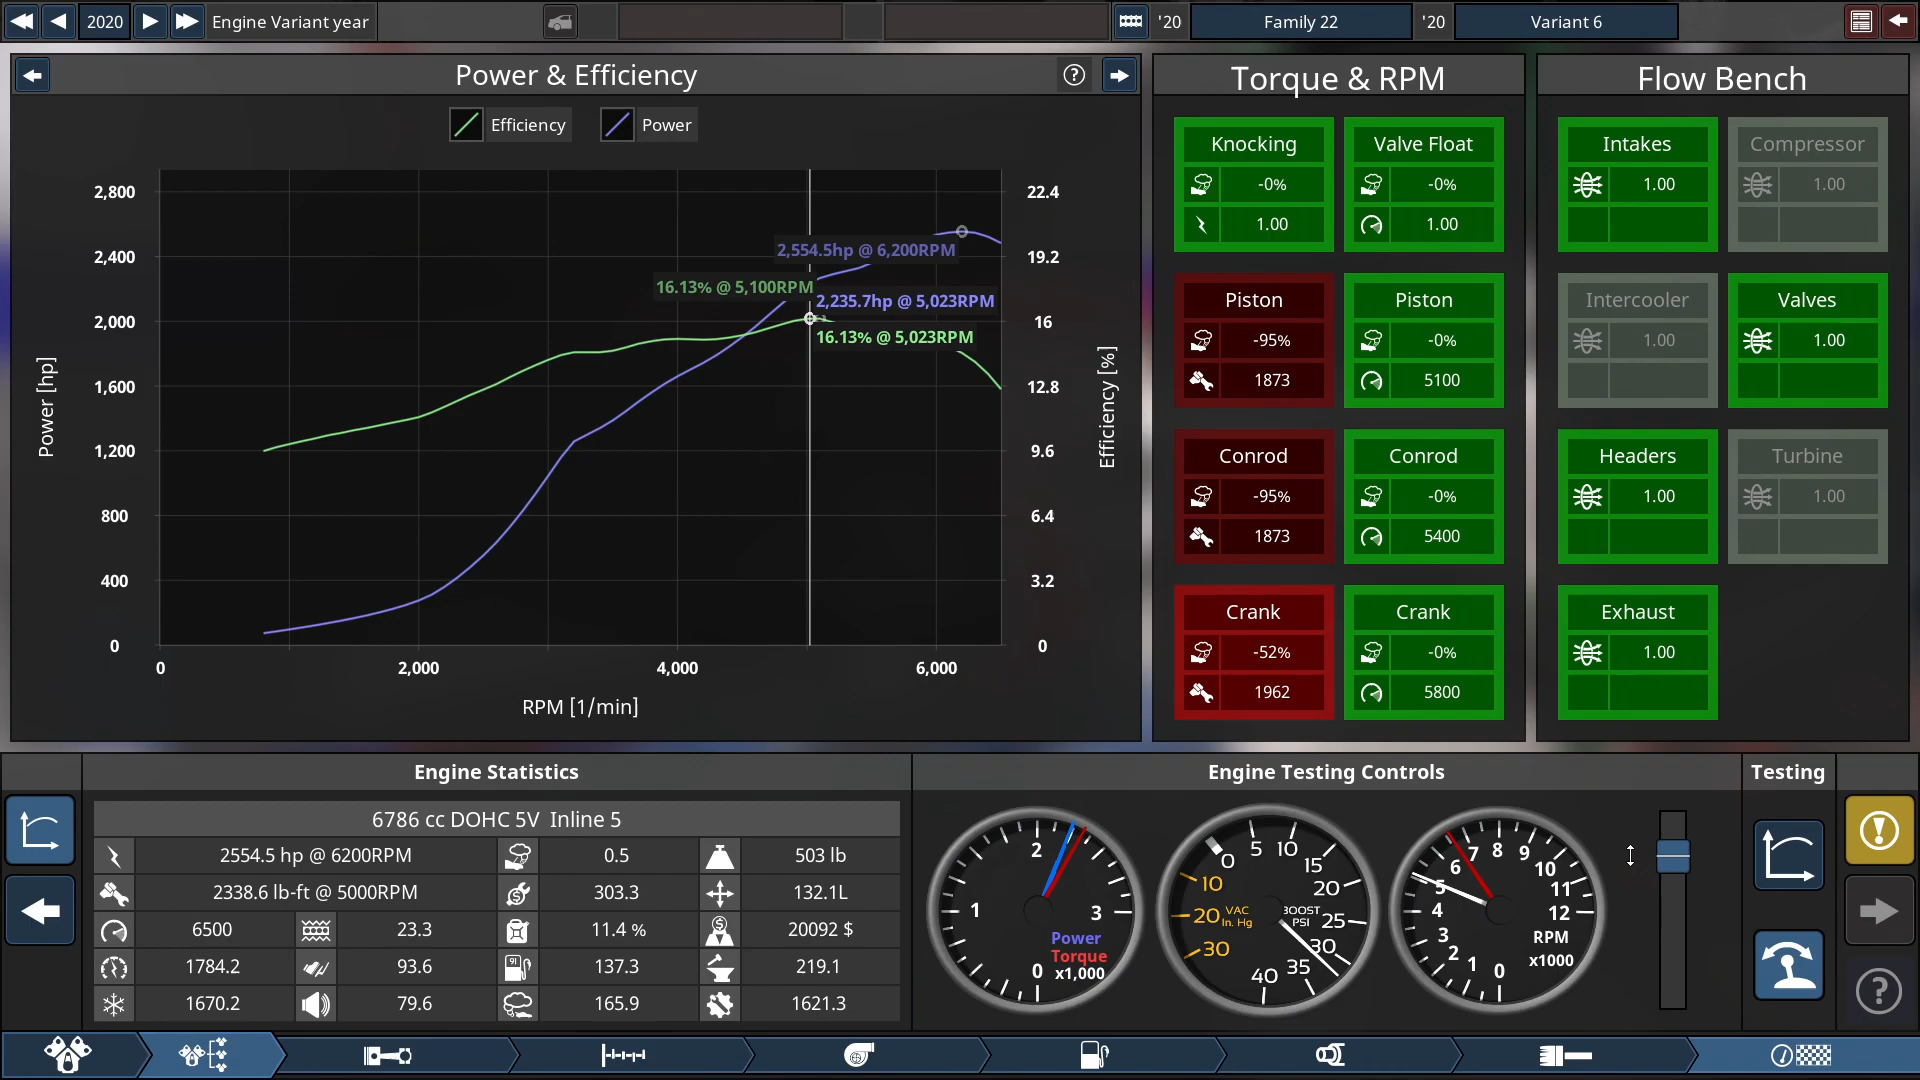 2020
Engine Variant year
'20
Family 22
'20
Variant 6
Power & Efficiency
?
Efficiency
Power
2,800
2,400
2,000
1,600
1,200
800
400
0
22.4
19.2
16
12.8
9.6
6.4
3.2
0
2,554.5hp @ 6,200RPM
16.13% @ 5,100RPM
2,235.7hp @ 5,023RPM
16.13% @ 5,023RPM
Power [hp]
Efficiency [%]
0
2,000
4,000
6,000
RPM [1/min]
Torque & RPM
Knocking
-0%
1.00
Valve Float
-0%
1.00
Piston
-95%
1873
Piston
-0%
5100
Conrod
-95%
1873
Conrod
-0%
5400
Crank
-52%
1962
Crank
-0%
5800
Flow Bench
Intakes
1.00
Compressor
1.00
Intercooler
1.00
Valves
1.00
Headers
1.00
Turbine
1.00
Exhaust
1.00
Engine Statistics
6786 cc DOHC 5V Inline 5
2554.5 hp @ 6200RPM
0.5
503 lb
2338.6 lb-ft @ 5000RPM
303.3
132.1L
6500
23.3
11.4 %
20092 $
1784.2
93.6
91
137.3
219.1
1670.2
79.6
165.9
1621.3
Engine Testing Controls
0
1
2
3
Power
Torque
x1,000
0
5
10
15
20
25
30
35
40
10
20
30
VAC
In. Hg
BOOST
PSI
0
1
2
3
4
5
6
7
8
9
10
11
12
RPM
x1000
Testing
?